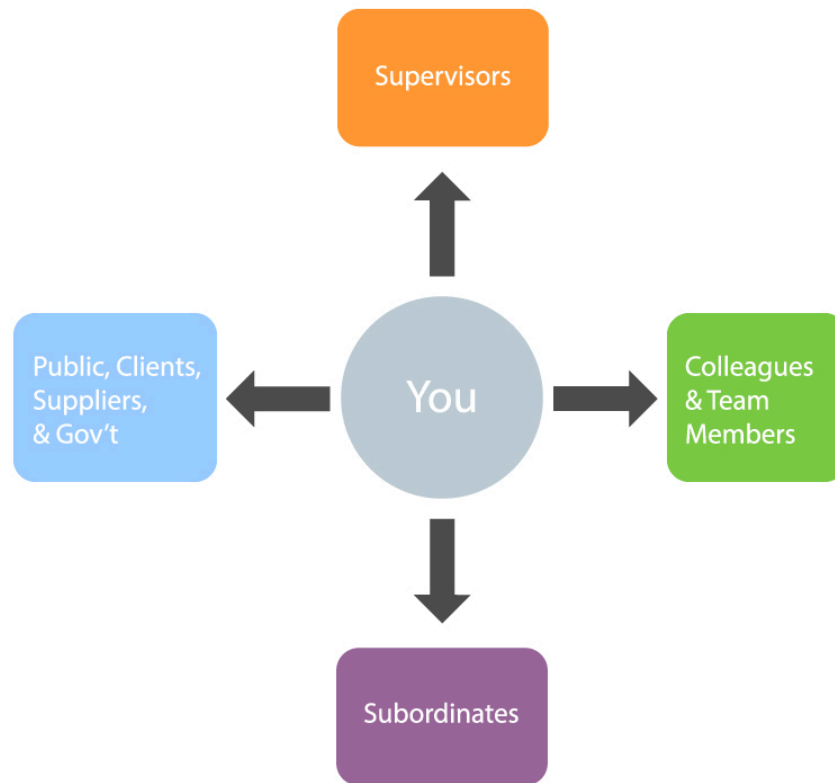 Supervisors
Public, Clients,
Suppliers,
& Gov't
You
Colleagues
& Team
Members
Subordinates